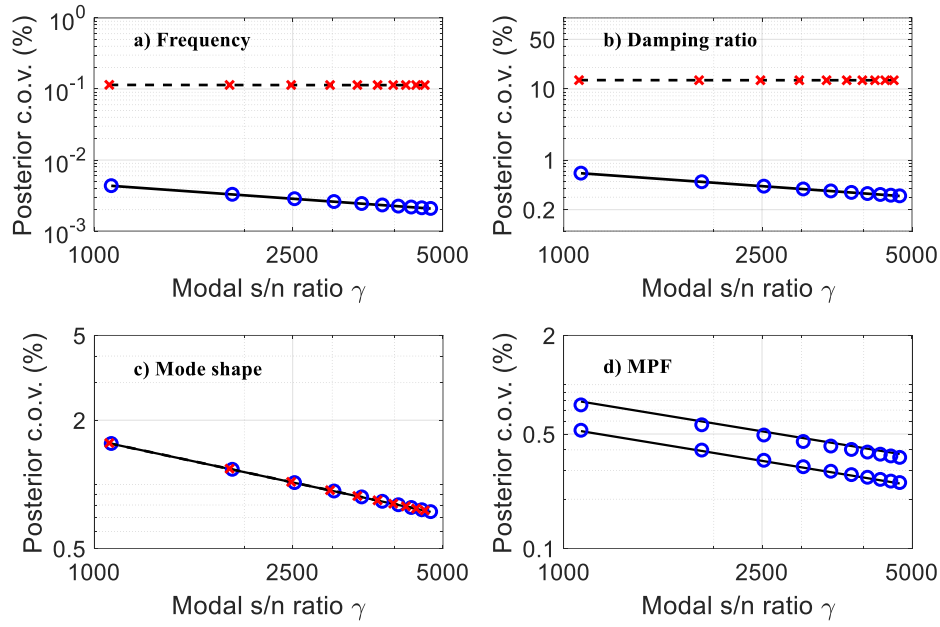 a) Frequency
Posterior c.o.v. (%)
10^0
10^-1
10^-2
10^-3
1000
2500
5000
Modal s/n ratio γ
b) Damping ratio
Posterior c.o.v. (%)
50
10
1
0.2
1000
2500
5000
Modal s/n ratio γ
c) Mode shape
Posterior c.o.v. (%)
5
2
0.5
1000
2500
5000
Modal s/n ratio γ
d) MPF
Posterior c.o.v. (%)
2
0.5
0.1
1000
2500
5000
Modal s/n ratio γ